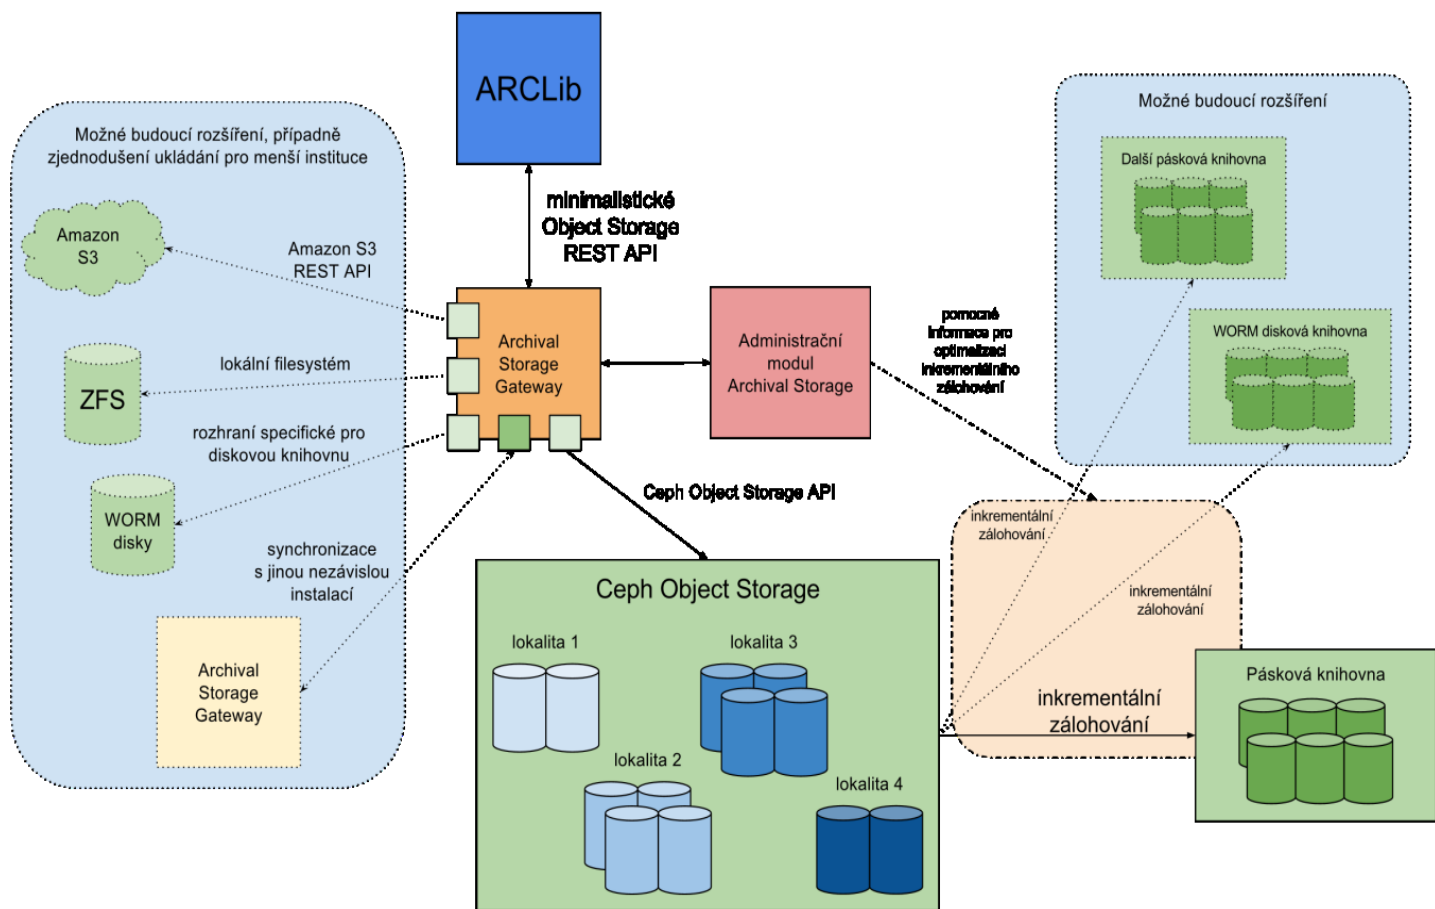 ARCLib
Možné budoucí rozšíření, případně
zjednodušení ukládání pro menší instituce
Amazon
S3
Amazon S3
REST API
ZFS
lokální filesystém
rozhraní specifické pro
diskovou knihovnu
WORM
disky
synchronizace
s jinou nezávislou
instalací
Archival
Storage
Gateway
minimalistické
Object Storage
REST API
Archival
Storage
Gateway
Administrační
modul
Archival Storage
pomocné
informace pro
optimalizaci
inkrementálního
zálohování
Ceph Object Storage API
Možné budoucí rozšíření
Další pásková knihovna
WORM disková knihovna
inkrementální
zálohování
inkrementální
zálohování
Ceph Object Storage
lokalita 1
lokalita 3
lokalita 2
lokalita 4
inkrementální
zálohování
Pásková knihovna